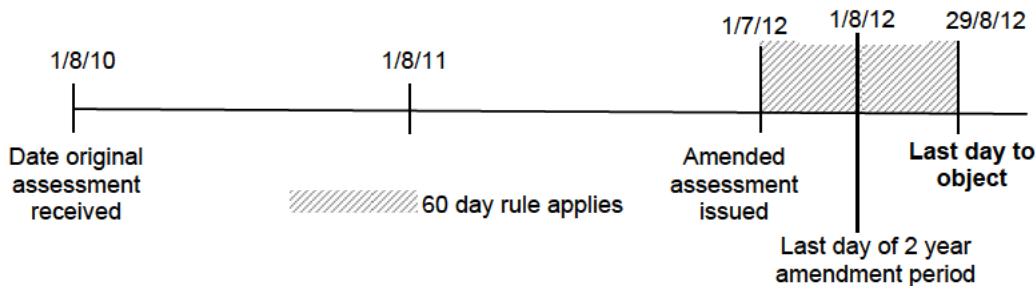 1/8/10
1/8/11
1/7/12
1/8/12
29/8/12
Date original
assessment
received
60 day rule applies
Amended
assessment
issued
Last day of 2 year
amendment period
Last day to
object